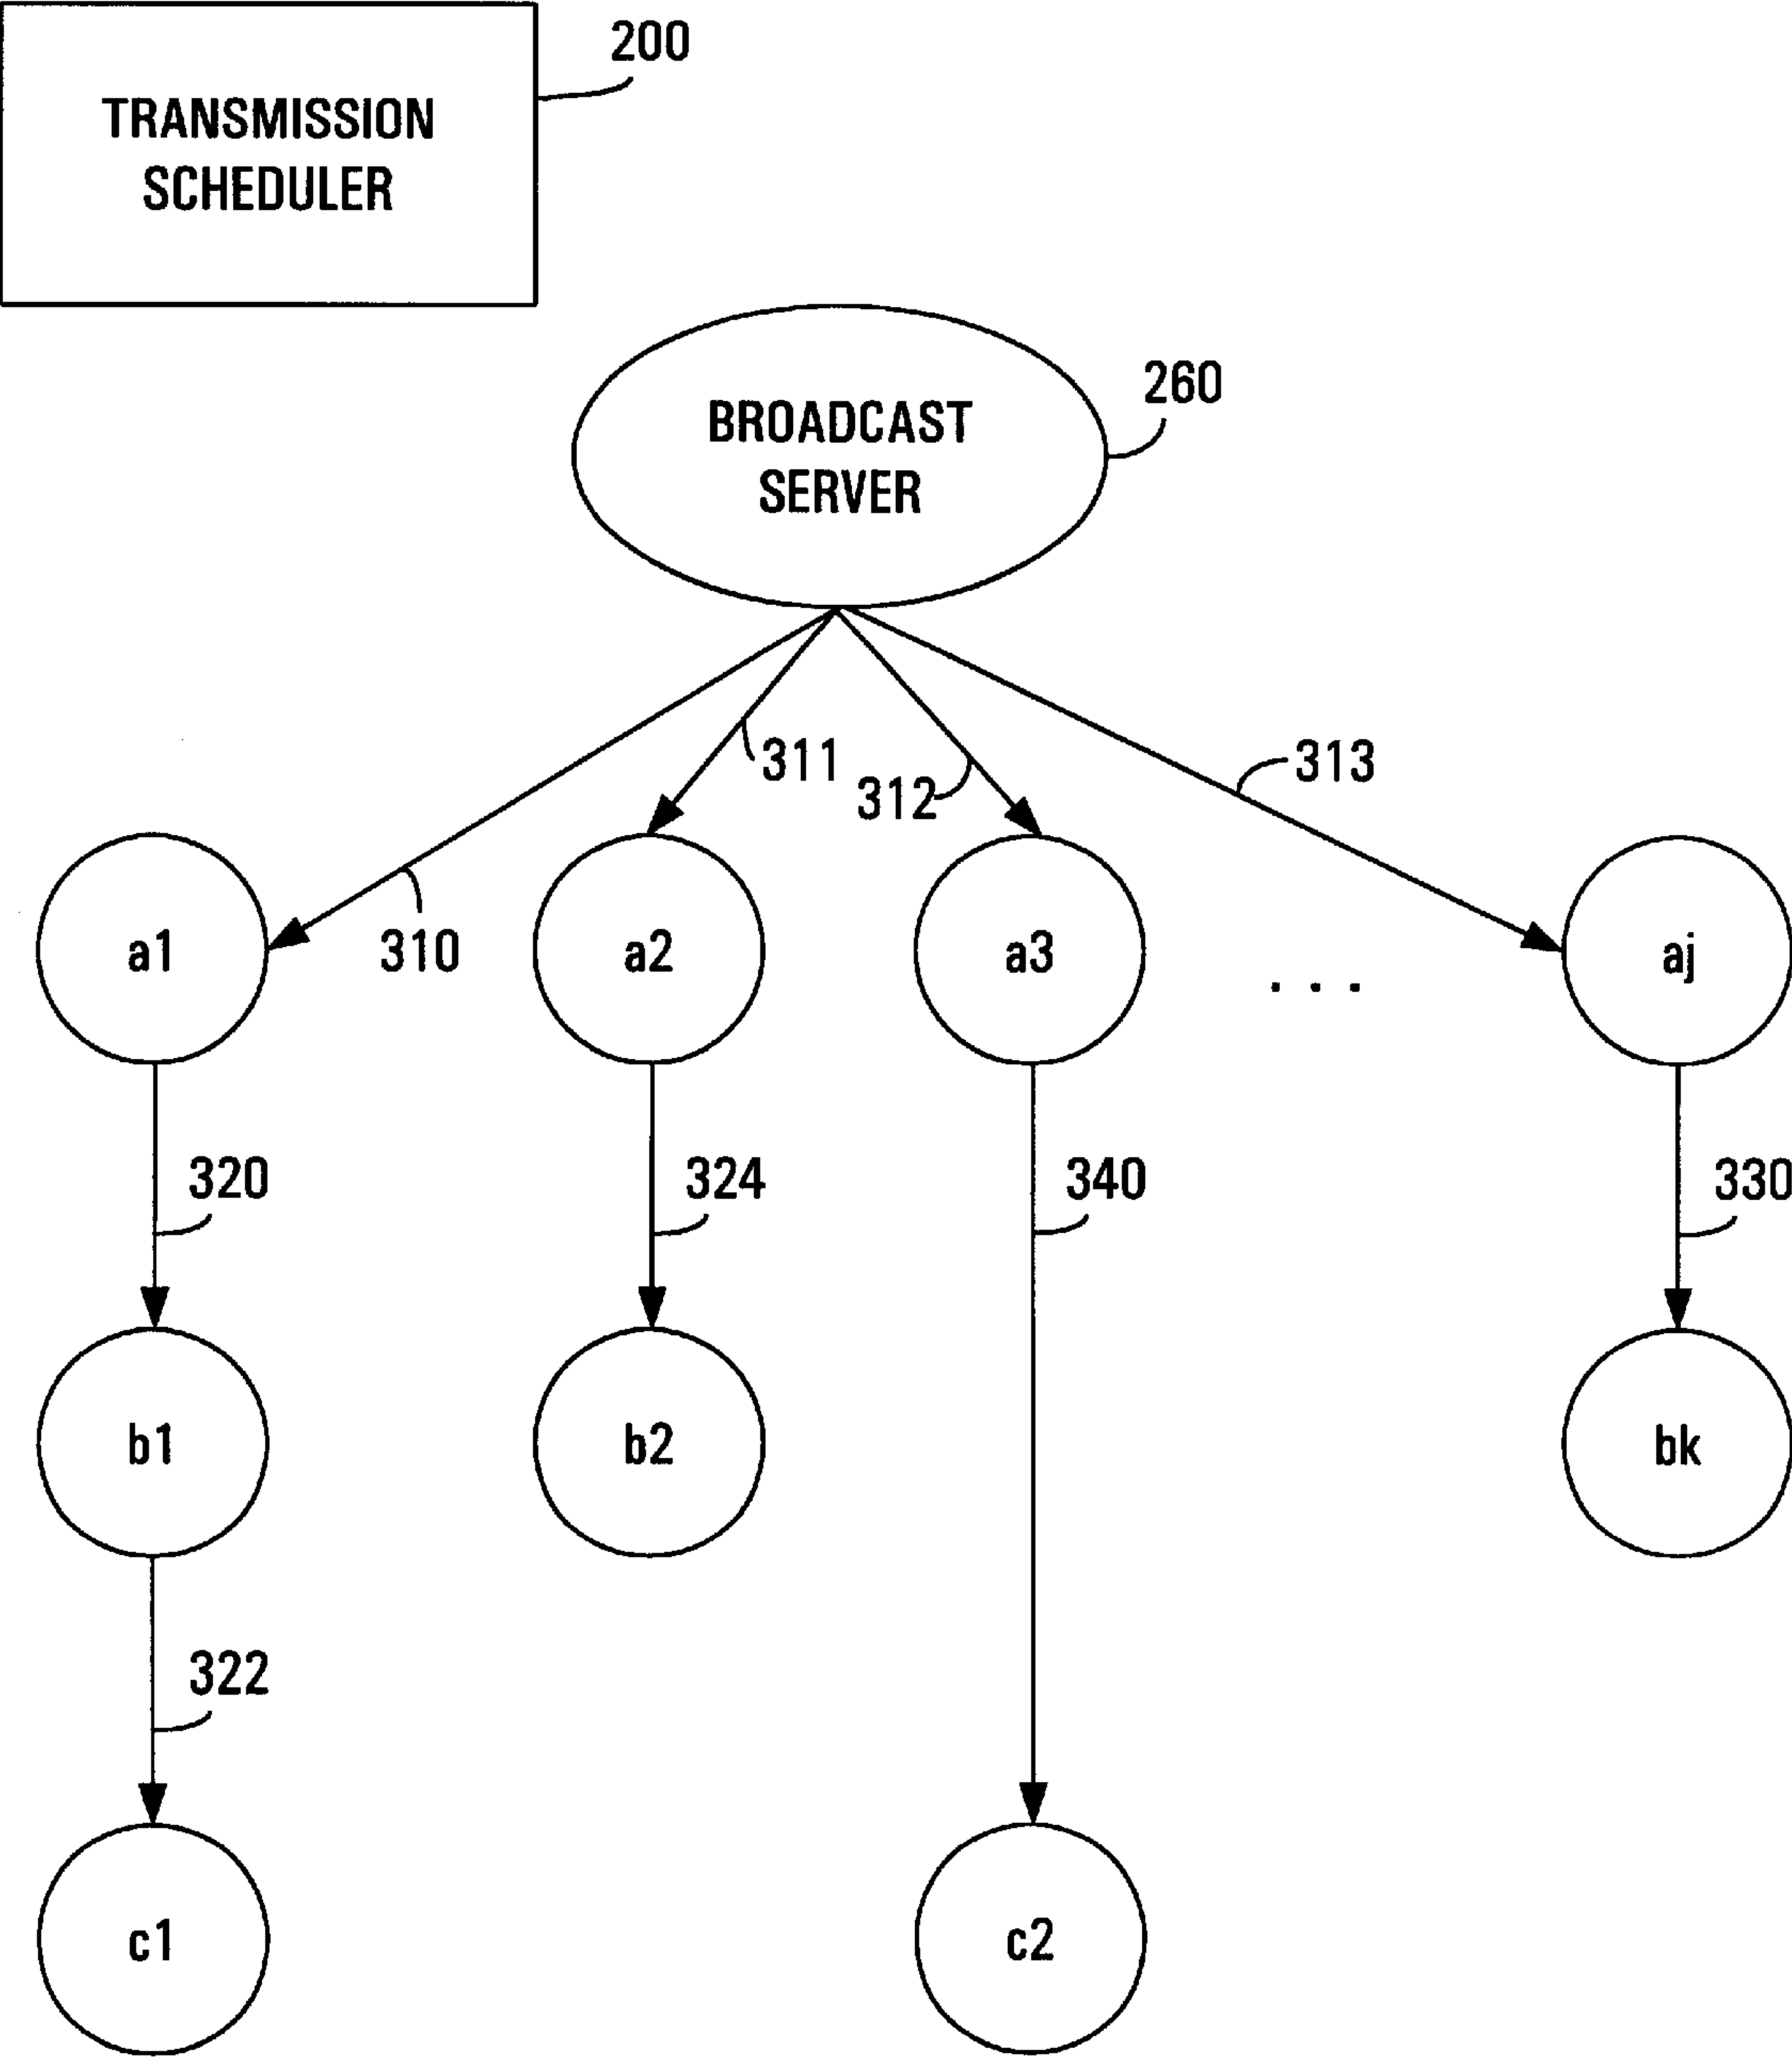 200
TRANSMISSION
SCHEDULER
260
BROADCAST
SERVER
311
312
313
310
a1
a2
a3
. . .
aj
320
324
340
330
b1
b2
bk
322
c1
c2